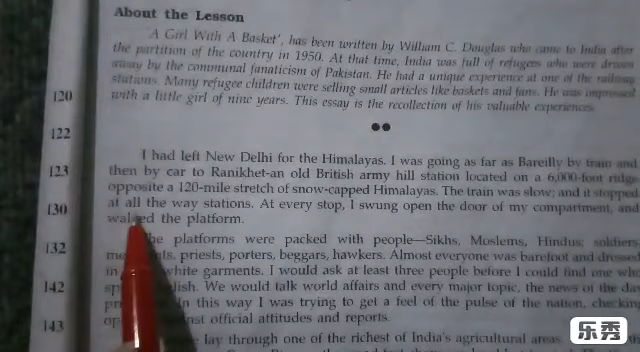 About the Lesson
'A Girl With A Basket', has been written by William C. Douglas who came to India after
the partition of the country in 1950. At that time, India was full of refugees who were driven
away by the communal fanaticism of Pakistan. He had a unique experience at one of the railway
stations. Many refugee children were selling small articles like baskets and fans. He was impressed
120 with a little girl of nine years. This essay is the recollection of his valuable experiences.
122
I had left New Delhi for the Himalayas. I was going as far as Bareilly by train and
123 then by car to Ranikhet-an old British army hill station located on a 6,000-foot ridge
opposite a 120-mile stretch of snow-capped Himalayas. The train was slow; and it stopped
130 at all the way stations. At every stop, I swung open the door of my compartment, and
walked the platform.
he platforms were packed with people—Sikhs, Moslems, Hindus; soldiers
132 me nts, priests, porters, beggars, hawkers. Almost everyone was barefoot and dressed
in white garments. I would ask at least three people before I could find one who
142 sp lish. We would talk world affairs and every major topic, the news of the day
pr In this way I was trying to get a feel of the pulse of the nation, checking
143 op nst official attitudes and reports.
lay through one of the richest of India's agricultural areas
乐秀